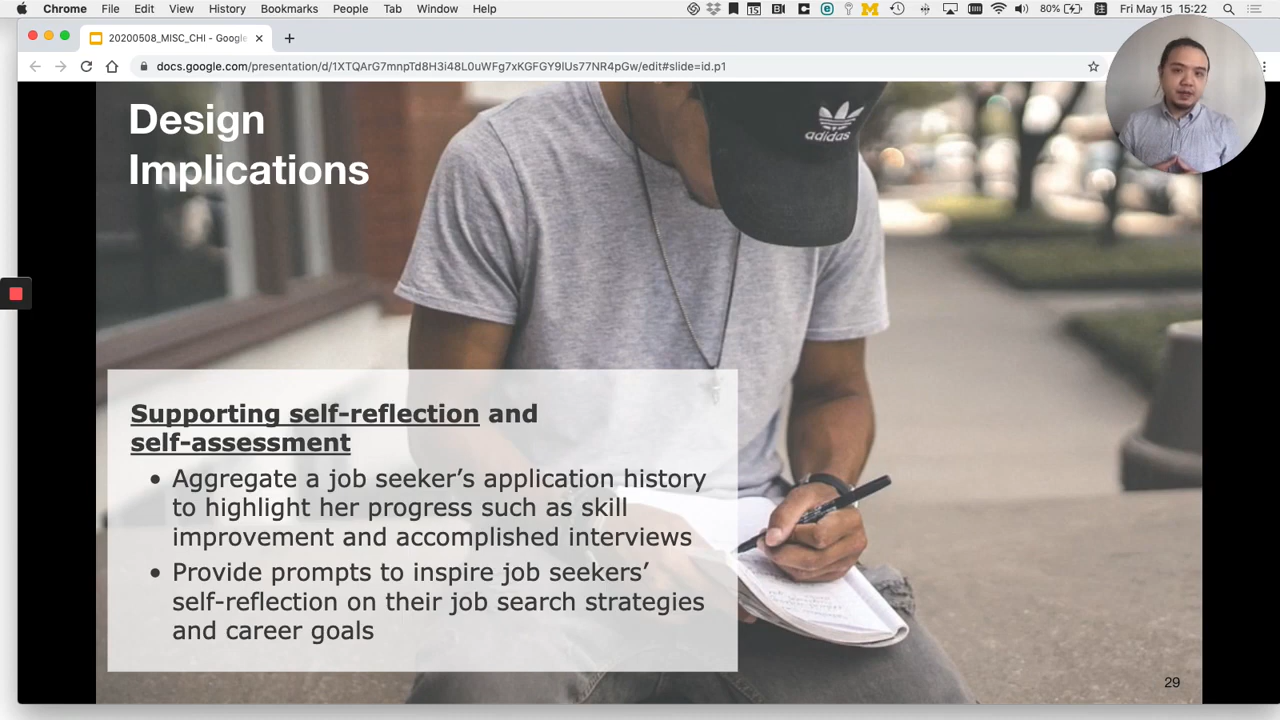 Chrome File Edit View History Bookmarks People Tab Window Help 80% Fri May 15 15:22
20200508_MISC_CHI - Google
docs.google.com/presentation/d/1XTQArG7mnpTd8H3i48L0uWFg7xKGFGY9lUs77NR4pGw/edit#slide=id.p1
Design
Implications
adidas
Supporting self-reflection and
self-assessment
• Aggregate a job seeker’s application history
to highlight her progress such as skill
improvement and accomplished interviews
• Provide prompts to inspire job seekers’
self-reflection on their job search strategies
and career goals
29